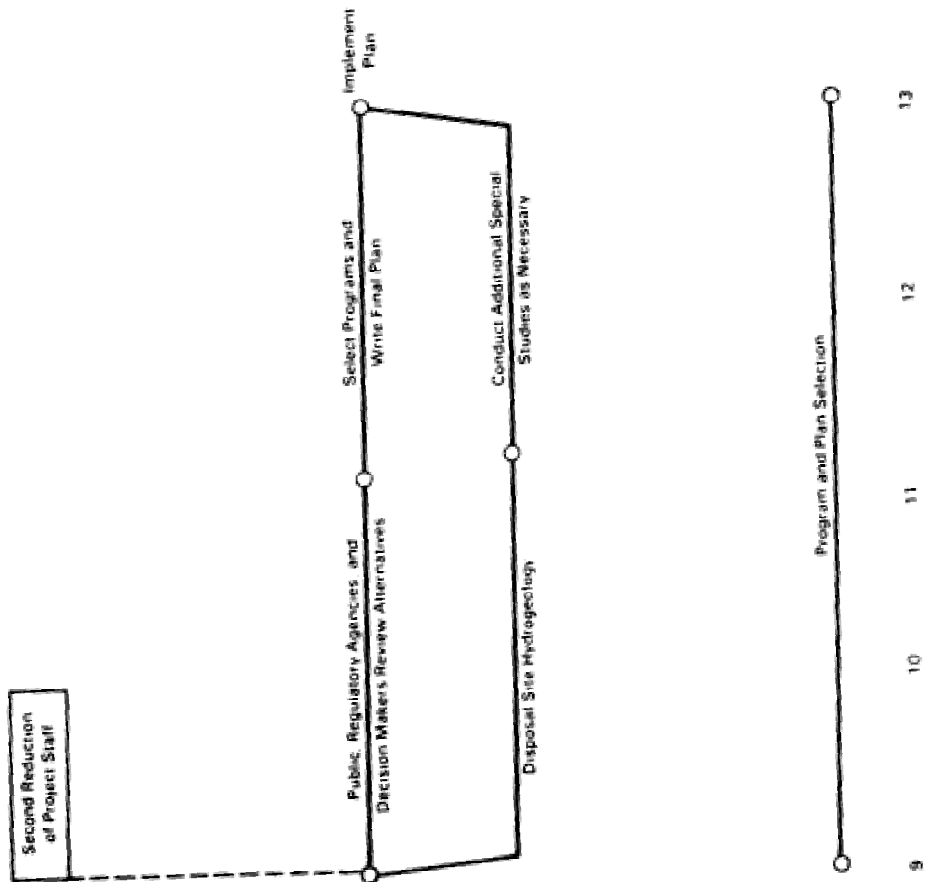 Second Reduction
of Project Staff
Implement
Plan
Public, Regulatory Agencies, and
Decision Makers Review Alternatives
Select Programs and
Write Final Plan
Disposal Site Hydrogeology
Conduct Additional Special
Studies as Necessary
Program and Plan Selection
9
10
11
12
13